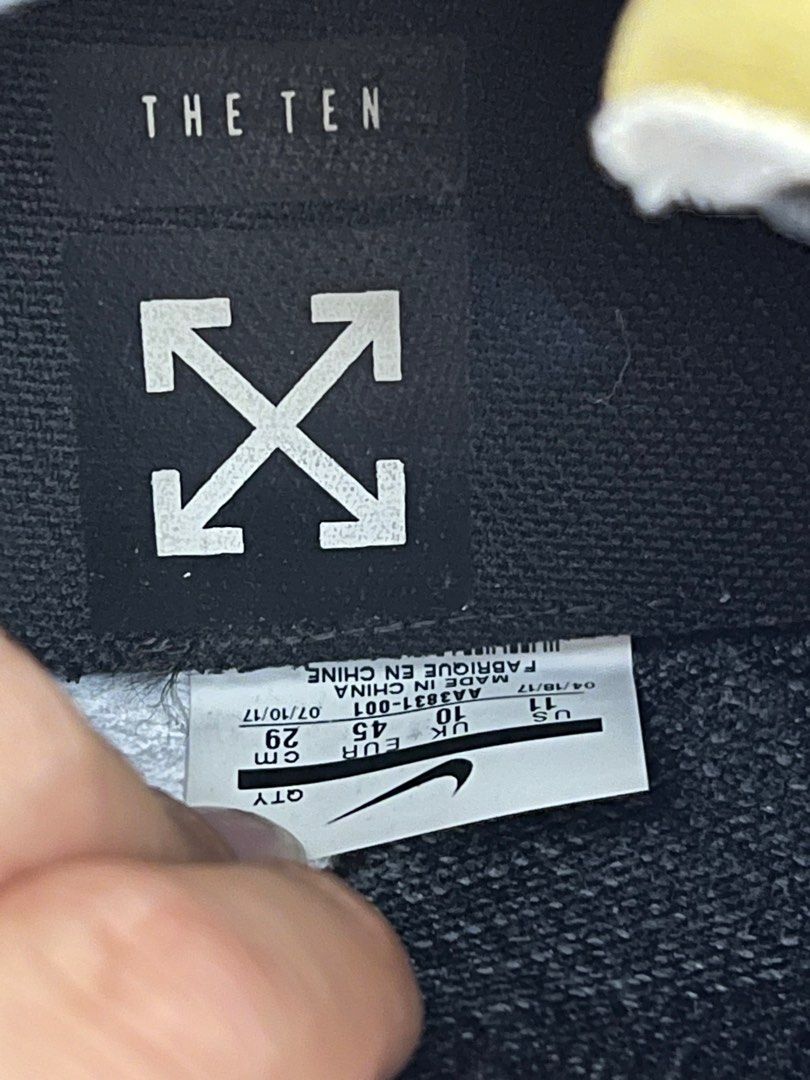 THE TEN
QTY
US UK EUR cm
11 10 45 29
04/18/17 AA3831-001 07/10/17
MADE IN CHINA
FABRIQUE EN CHINE